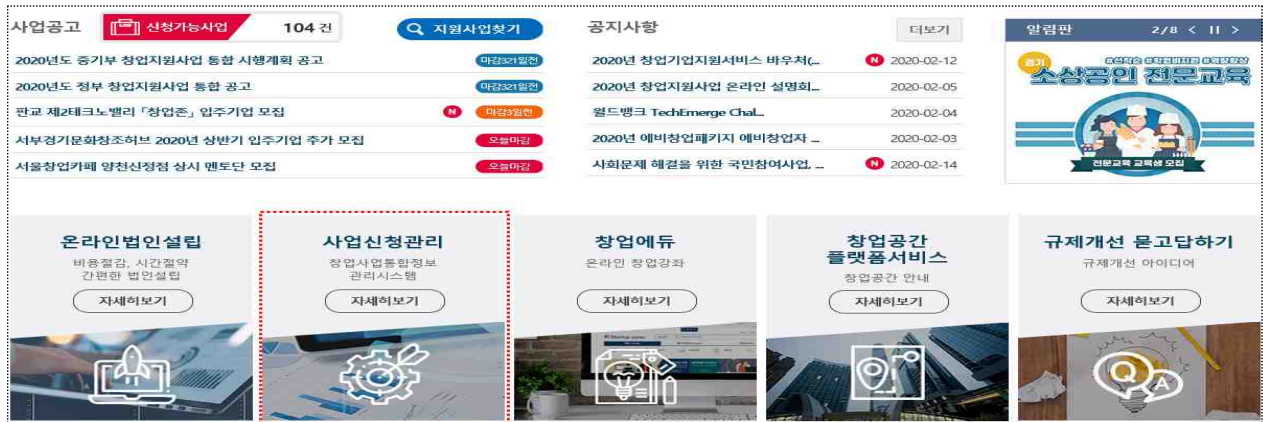 사업공고
신청가능사업
104 건
지원사업찾기
2020년도 중기부 창업지원사업 통합 시행계획 공고
마감321일전
2020년도 정부 창업지원사업 통합 공고
마감321일전
판교 제2테크노밸리 「창업존」 입주기업 모집
N
마감3일전
서부경기문화창조허브 2020년 상반기 입주기업 추가 모집
오늘마감
서울창업카페 양천신정점 상시 멘토단 모집
오늘마감
공지사항
더보기
2020년 창업기업지원서비스 바우처(...
N 2020-02-12
2020년 창업지원사업 온라인 설명회...
2020-02-05
월드뱅크 TechEmerge Chal...
2020-02-04
2020년 예비창업패키지 예비창업자 ...
2020-02-03
사회문제 해결을 위한 국민참여사업, ...
N 2020-02-14
알림판
2/8 < II >
경기
소상공인 전문교육
전문교육 교육생 모집
온라인법인설립
비용절감, 시간절약
간편한 법인설립
자세히보기
사업신청관리
창업사업통합정보
관리시스템
자세히보기
창업에듀
온라인 창업강좌
자세히보기
창업공간
플랫폼서비스
창업공간 안내
자세히보기
규제개선 묻고답하기
규제개선 아이디어
자세히보기
Q
A